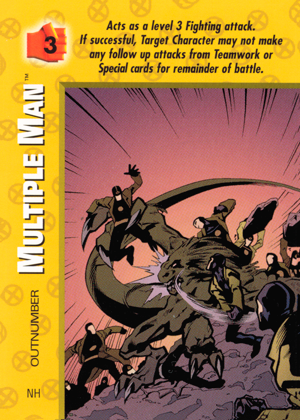 3
Acts as a level 3 Fighting attack.
If successful, Target Character may not make
any follow up attacks from Teamwork or
Special cards for remainder of battle.
MULTIPLE MAN™
OUTNUMBER
NH